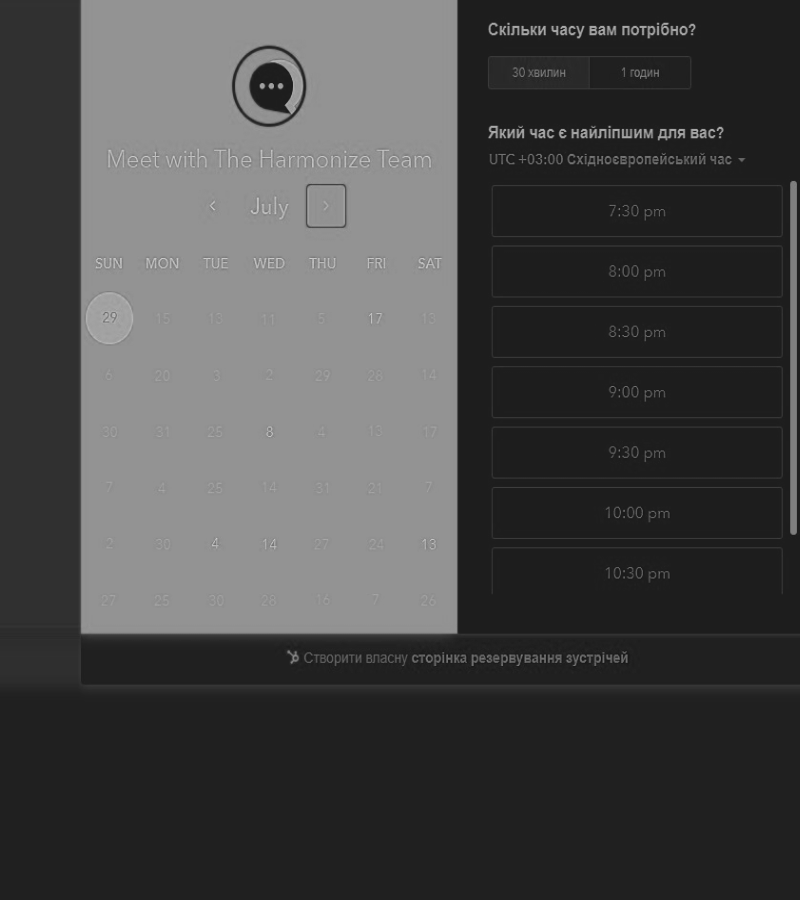 Meet with The Harmonize Team
July
SUN MON TUE WED THU FRI SAT
29 15 13 11 5 17 13
6 20 3 2 29 28 14
30 31 25 8 4 13 17
7 4 25 14 31 21 7
2 30 4 14 27 24 13
27 25 30 28 16 7 26
Скільки часу вам потрібно?
30 хвилин 1 годин
Який час є найліпшим для вас?
UTC +03:00 Східноєвропейський час
7:30 pm
8:00 pm
8:30 pm
9:00 pm
9:30 pm
10:00 pm
10:30 pm
Створити власну сторінка резервування зустрічей